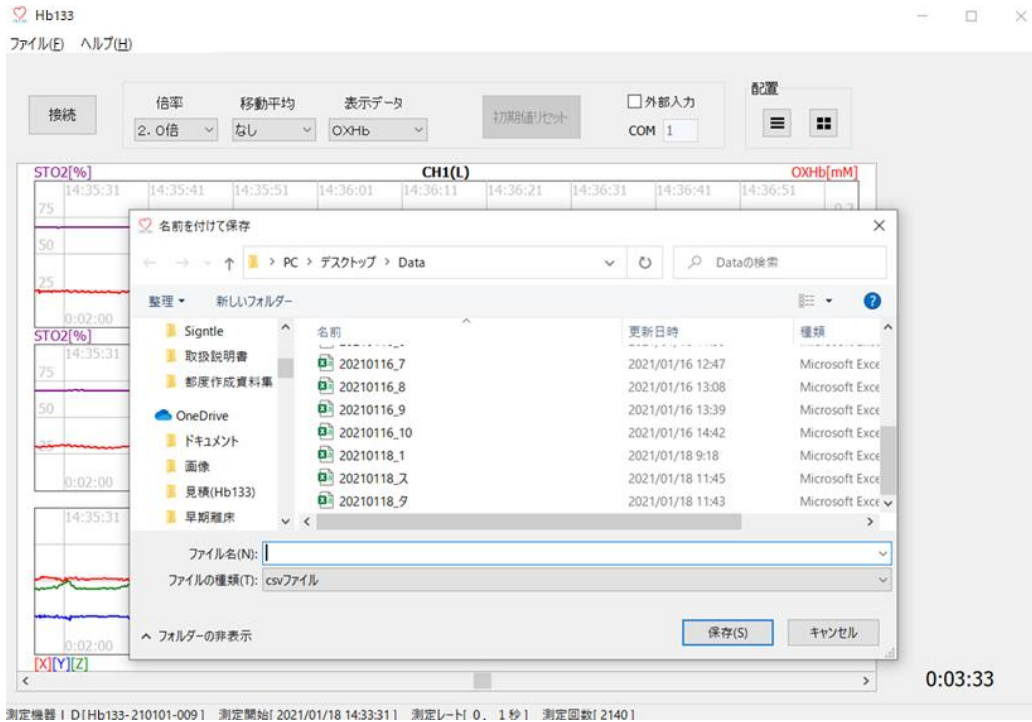 Hb133
ファイル(F) ヘルプ(H)
接続
倍率 移動平均 表示データ
2.0倍 なし OXHb
初期値リセット
外部入力
COM 1
配置
STO2[%] CH1(L) OXHb[mM]
14:35:31 14:35:41 14:35:51 14:36:01 14:36:11 14:36:21 14:36:31 14:36:41 14:36:51
75
50
25
0:02:00
STO2[%]
14:35:31
75
50
25
0:02:00
14:35:31
0:02:00
[X][Y][Z]
名前を付けて保存
PC > デスクトップ > Data
Dataの検索
整理 新しいフォルダー
Signtle
取扱説明書
都度作成資料集
OneDrive
ドキュメント
画像
見積(Hb133)
早期離床
名前 更新日時 種類
20210116_7 2021/01/16 12:47 Microsoft Exce
20210116_8 2021/01/16 13:08 Microsoft Exce
20210116_9 2021/01/16 13:39 Microsoft Exce
20210116_10 2021/01/16 14:42 Microsoft Exce
20210118_1 2021/01/18 9:18 Microsoft Exce
20210118_ス 2021/01/18 11:45 Microsoft Exce
20210118_タ 2021/01/18 11:43 Microsoft Exce
ファイル名(N):
ファイルの種類(T): csvファイル
フォルダーの非表示
保存(S) キャンセル
0:03:33
測定機器ID[Hb133-210101-009] 測定開始[2021/01/18 14:33:31] 測定レート[0.1秒] 測定回数[2140]